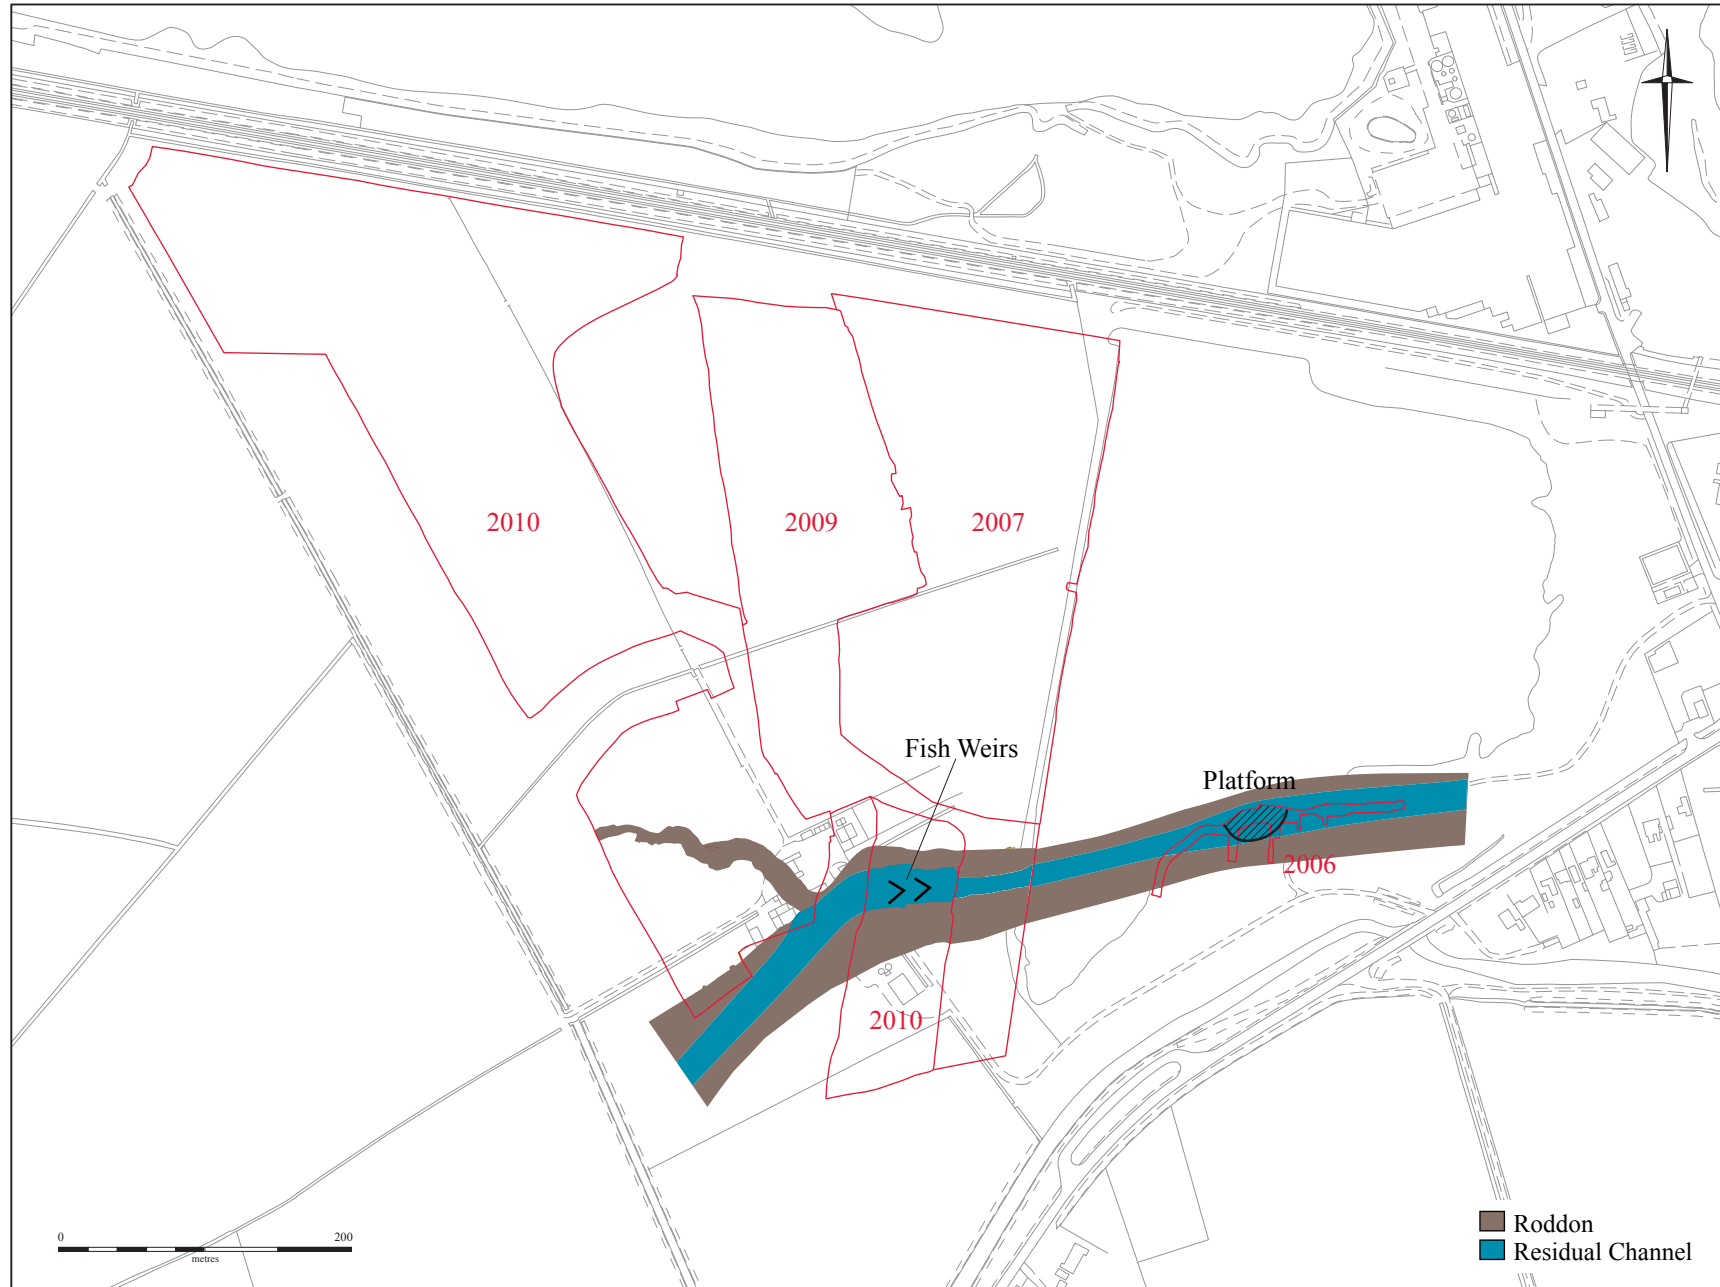 2010
2009
2007
Fish Weirs
Platform
2006
2010
0
200
metres
Roddon
Residual Channel